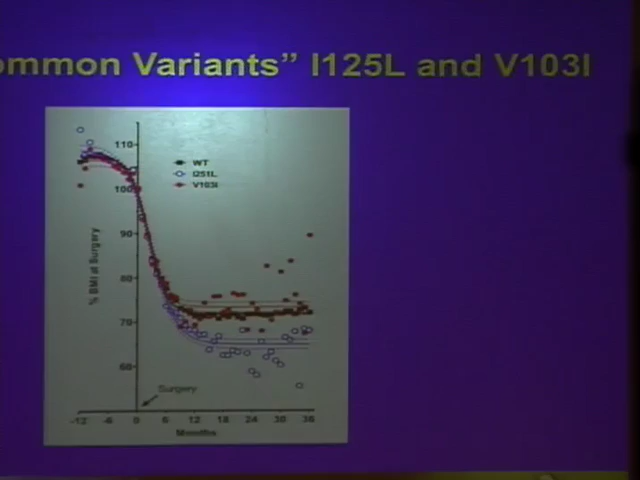 ommon Variants” I125L and V103I
110
WT
I251L
V103I
100
90
% BMI at Surgery
80
70
60
Surgery
-12 -6 0 6 12 18 24 30 36
Months